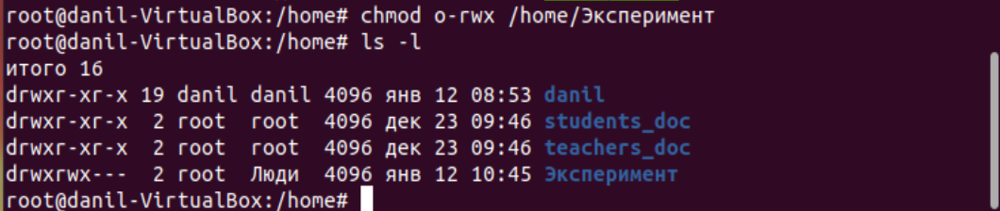 root@danil-VirtualBox:/home# chmod o-rwx /home/Эксперимент
root@danil-VirtualBox:/home# ls -l
итого 16
drwxr-xr-x 19 danil danil 4096 янв 12 08:53 danil
drwxr-xr-x  2 root  root  4096 дек 23 09:46 students_doc
drwxr-xr-x  2 root  root  4096 дек 23 09:46 teachers_doc
drwxrwx---  2 root  Люди  4096 янв 12 10:45 Эксперимент
root@danil-VirtualBox:/home#